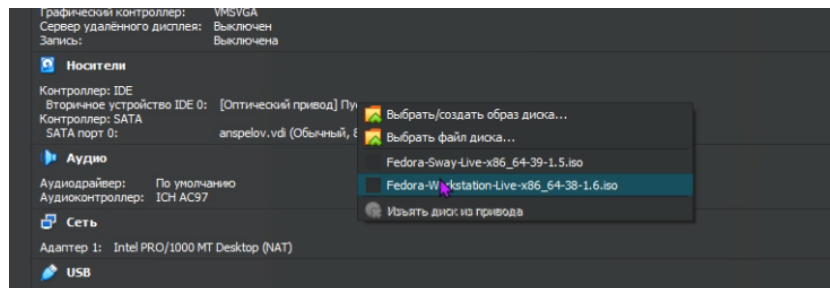 Графический контроллер: VMSVGA
Сервер удалённого дисплея: Выключен
Запись: Выключена
Носители
Контроллер: IDE
Вторичное устройство IDE 0: [Оптический привод] Пу
Контроллер: SATA
SATA порт 0: anspelov.vdi (Обычный, 8
Выбрать/создать образ диска...
Выбрать файл диска...
Fedora-Sway-Live-x86_64-39-1.5.iso
Fedora-Workstation-Live-x86_64-38-1.6.iso
Изъять диск из привода
Аудио
Аудиодрайвер: По умолчанию
Аудиоконтроллер: ICH AC97
Сеть
Адаптер 1: Intel PRO/1000 MT Desktop (NAT)
USB